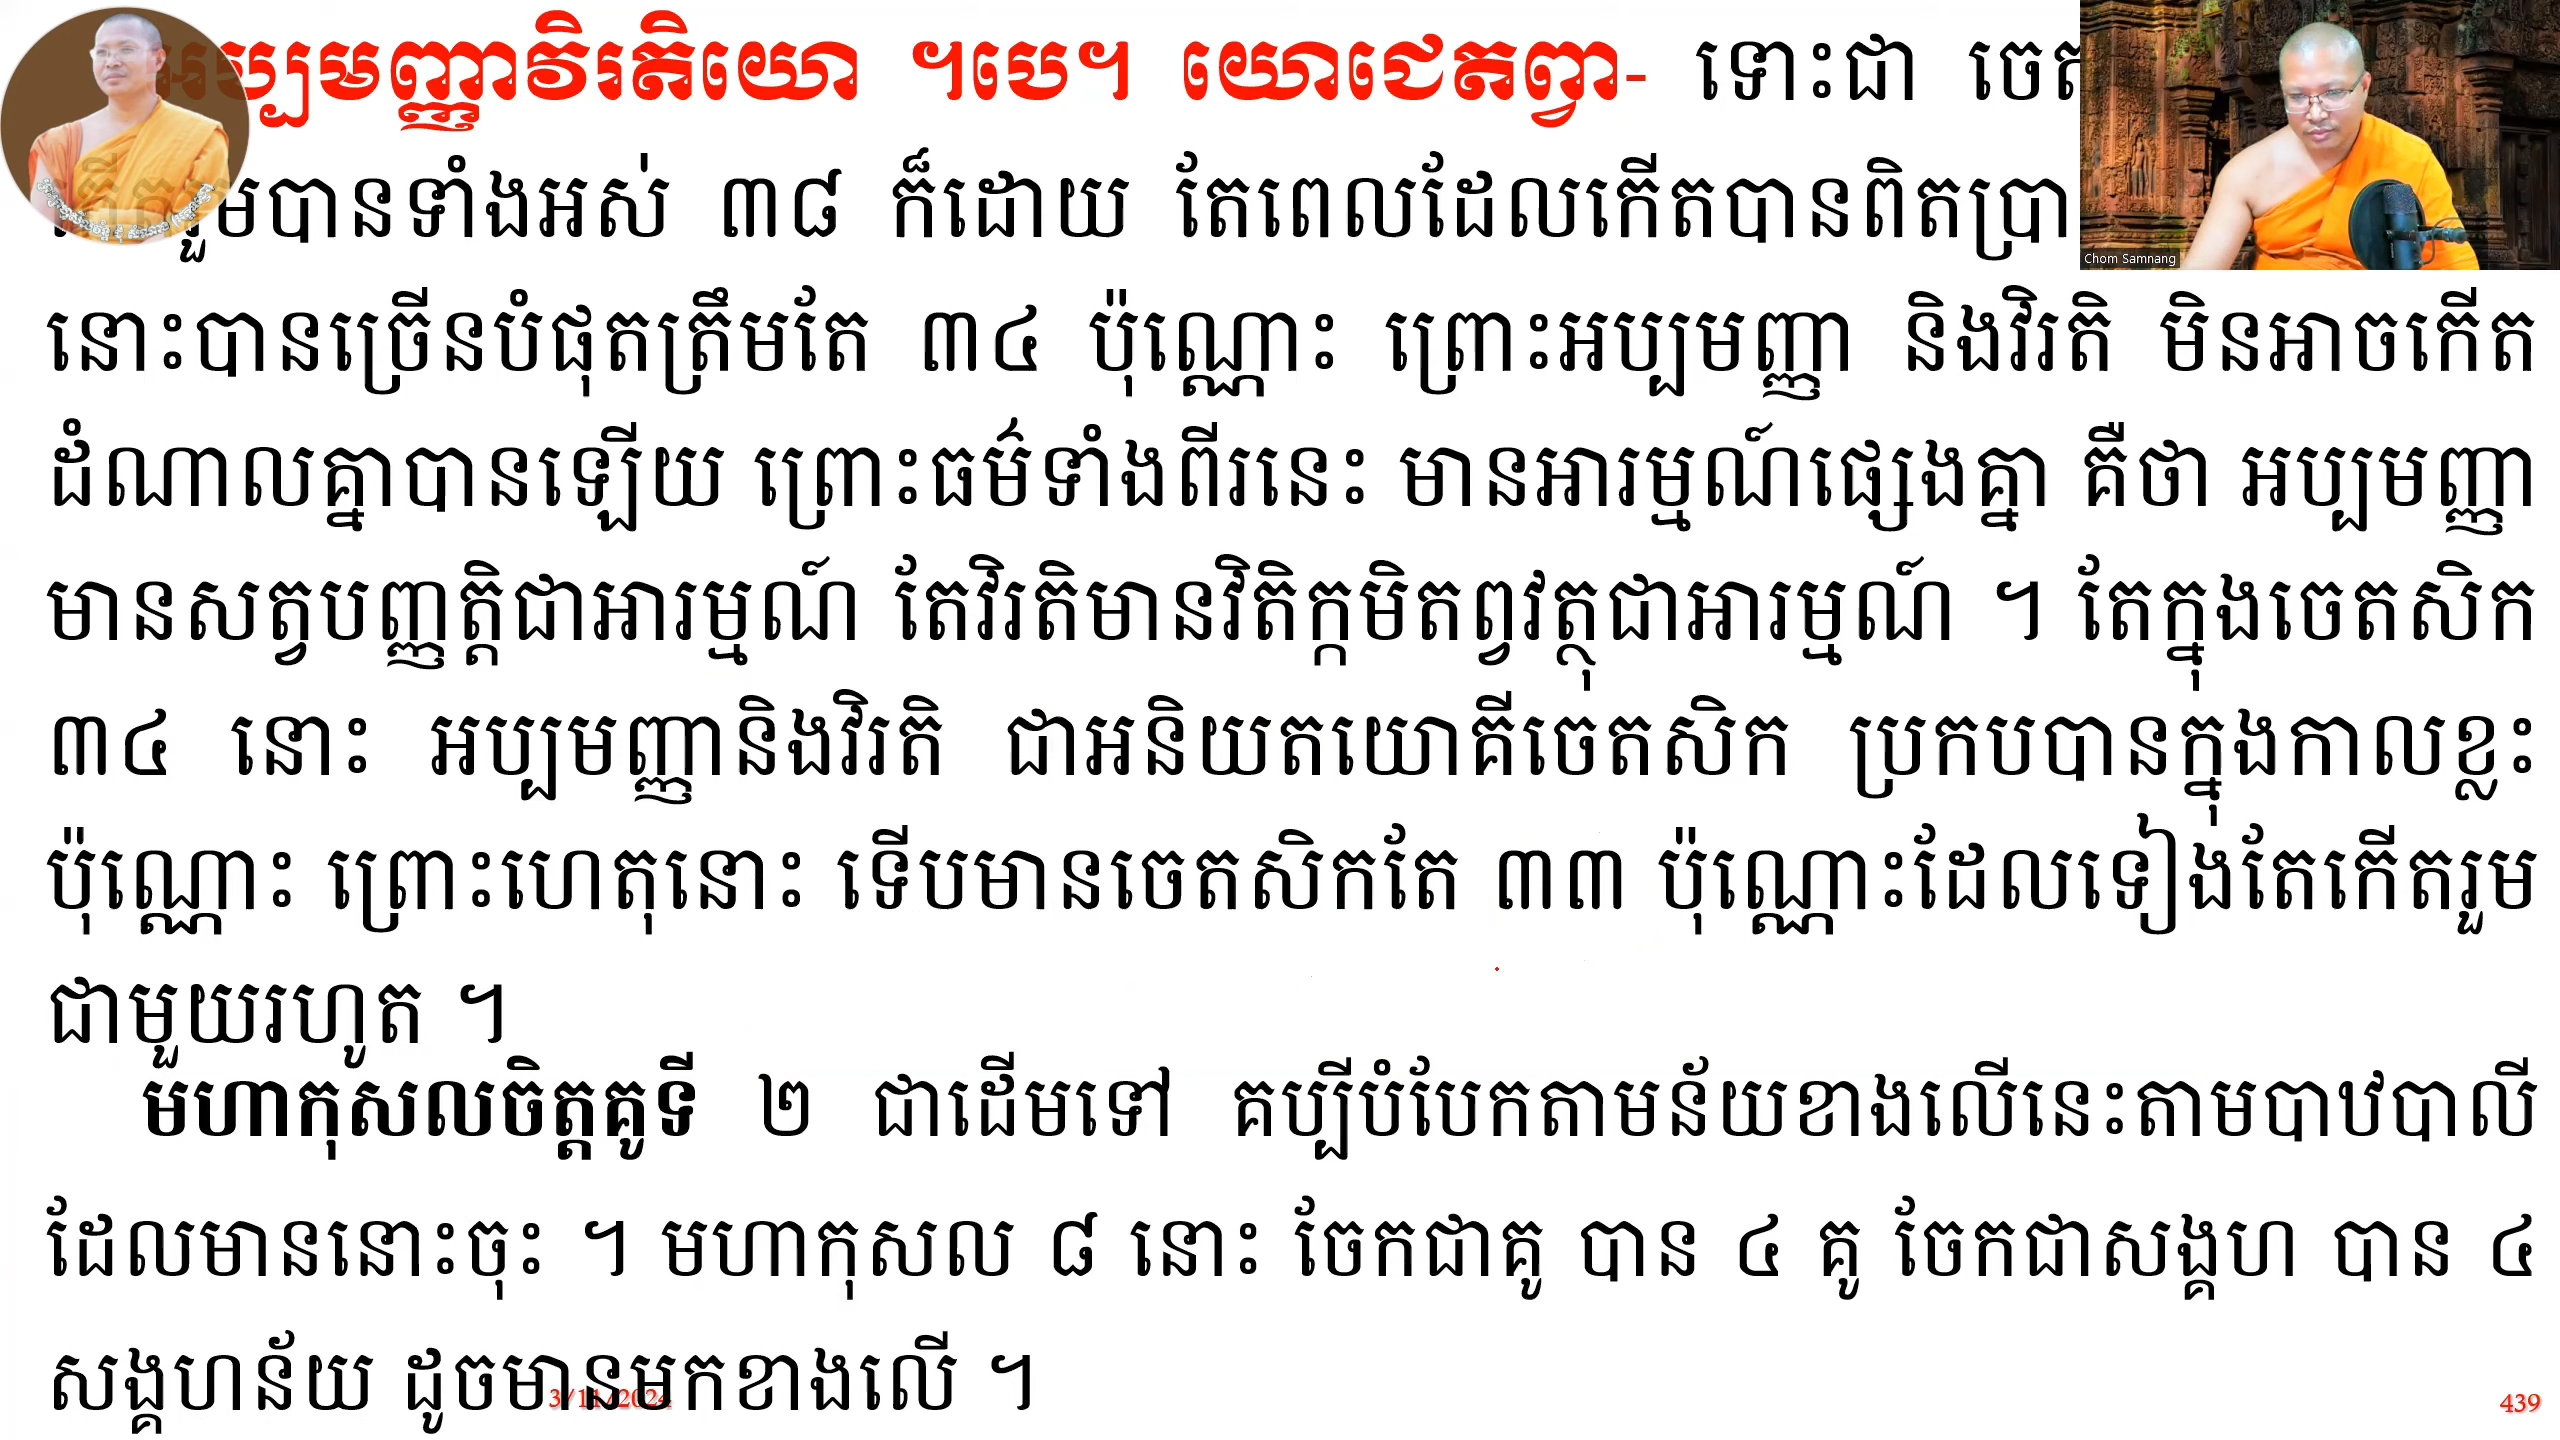 អប្បមញ្ញាវិរតិយោ ។បេ។ យោជេតព្វា- ទោះជា
រួមបានទាំងអស់ ៣៨ ក៏ដោយ តែពេលដែលកើតបានពិតប្រា
នោះបានច្រើនបំផុតត្រឹមតែ ៣៤ ប៉ុណ្ណោះ ព្រោះអប្បមញ្ញា និងវិរតិ មិនអាចកើត
ដំណាលគ្នាបានឡើយ ព្រោះធម៌ទាំងពីរនេះ មានអារម្មណ៍ផ្សេងគ្នា គឺថា អប្បមញ្ញា
មានសត្វបញ្ញត្តិជាអារម្មណ៍ តែវិរតិមានវិតិក្កមិតព្វវត្ថុជាអារម្មណ៍ ។ តែក្នុងចេតសិក
៣៤ នោះ អប្បមញ្ញានិងវិរតិ ជាអនិយតយោគីចេតសិក ប្រកបបានក្នុងកាលខ្លះ
ប៉ុណ្ណោះ ព្រោះហេតុនោះ ទើបមានចេតសិកតែ ៣៣ ប៉ុណ្ណោះដែលទៀងតែកើតរួម
ជាមួយរហូត ។
មហាកុសលចិត្តគូទី ២ ជាដើមទៅ គប្បីបំបែកតាមន័យខាងលើនេះតាមបាឋបាលី
ដែលមាននោះចុះ ។ មហាកុសល ៨ នោះ ចែកជាគូ បាន ៤ គូ ចែកជាសង្គហ បាន ៤
សង្គហន័យ ដូចមានមកខាងលើ ។
3/11/2024
439
Chom Samnang